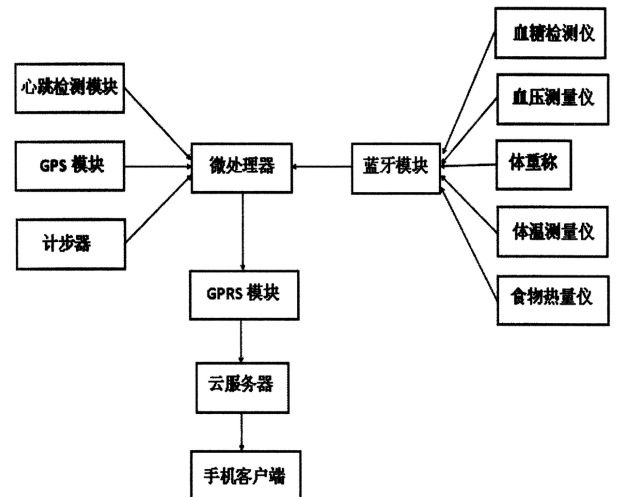 血糖检测仪
心跳检测模块
血压测量仪
GPS 模块
微处理器
蓝牙模块
体重称
计步器
体温测量仪
GPRS 模块
食物热量仪
云服务器
手机客户端